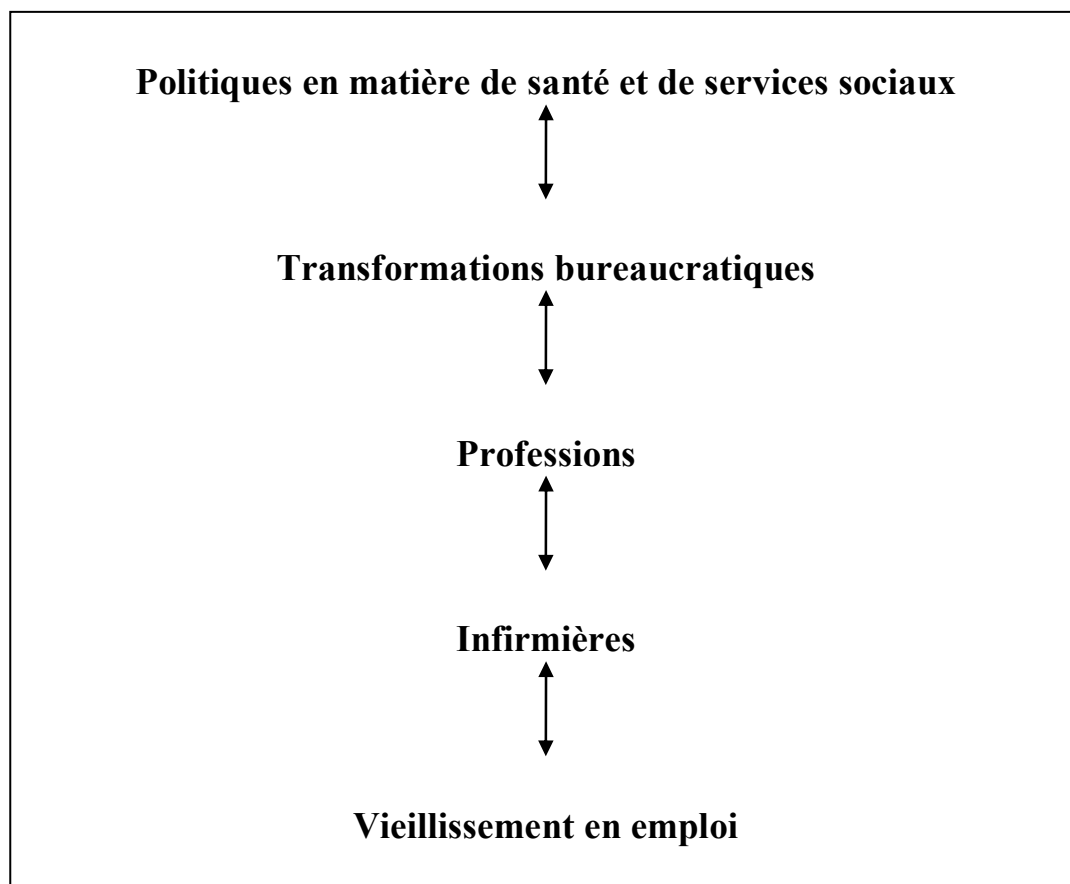 Politiques en matière de santé et de services sociaux
Transformations bureaucratiques
Professions
Infirmières
Vieillissement en emploi